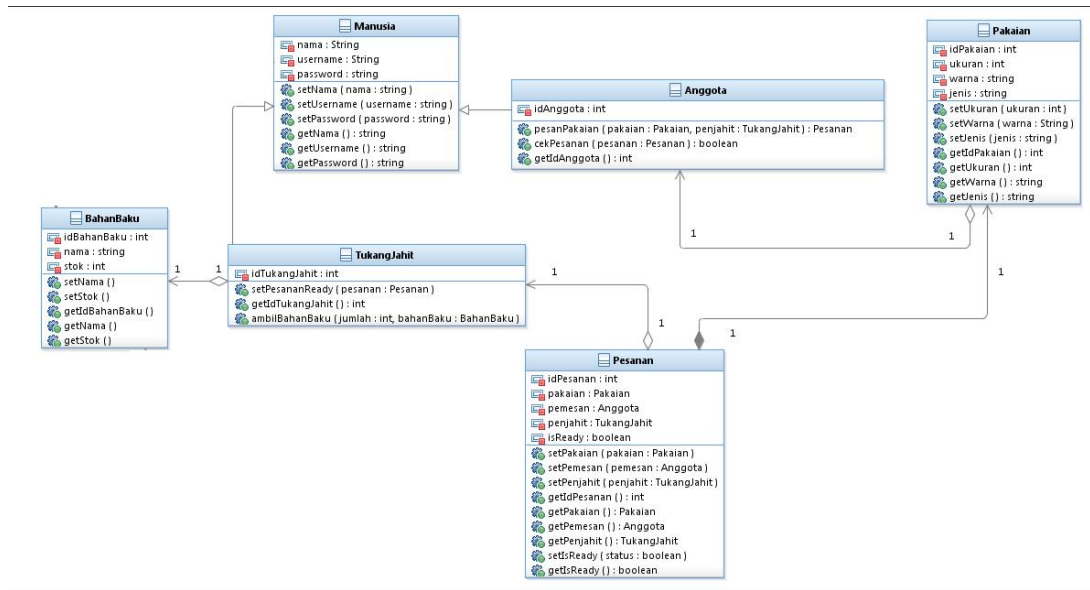 Manusia
nama : String
username : String
password : string
setNama ( nama : string )
setUsername ( username : string )
setPassword ( password : string )
getNama () : string
getUsername () : string
getPassword () : string
Anggota
idAnggota : int
pesanPakaian ( pakaian : Pakaian, penjahit : TukangJahit ) : Pesanan
cekPesanan ( pesanan : Pesanan ) : boolean
getIdAnggota () : int
Pakaian
idPakaian : int
ukuran : int
warna : string
jenis : string
setUkuran ( ukuran : int )
setWarna ( warna : String )
setJenis ( jenis : string )
getIdPakaian () : int
getUkuran () : int
getWarna () : string
getJenis () : string
BahanBaku
idBahanBaku : int
nama : string
stok : int
setNama ()
setStok ()
getIdBahanBaku ()
getNama ()
getStok ()
1
1
TukangJahit
idTukangJahit : int
setPesananReady ( pesanan : Pesanan )
getIdTukangJahit () : int
ambilBahanBaku ( jumlah : int, bahanBaku : BahanBaku )
1
1
1
1
1
1
Pesanan
idPesanan : int
pakaian : Pakaian
pemesan : Anggota
penjahit : TukangJahit
isReady : boolean
setPakaian ( pakaian : Pakaian )
setPemesan ( pemesan : Anggota )
setPenjahit ( penjahit : TukangJahit )
getIdPesanan () : int
getPakaian () : Pakaian
getPemesan () : Anggota
getPenjahit () : TukangJahit
setIsReady ( status : boolean )
getIsReady () : boolean